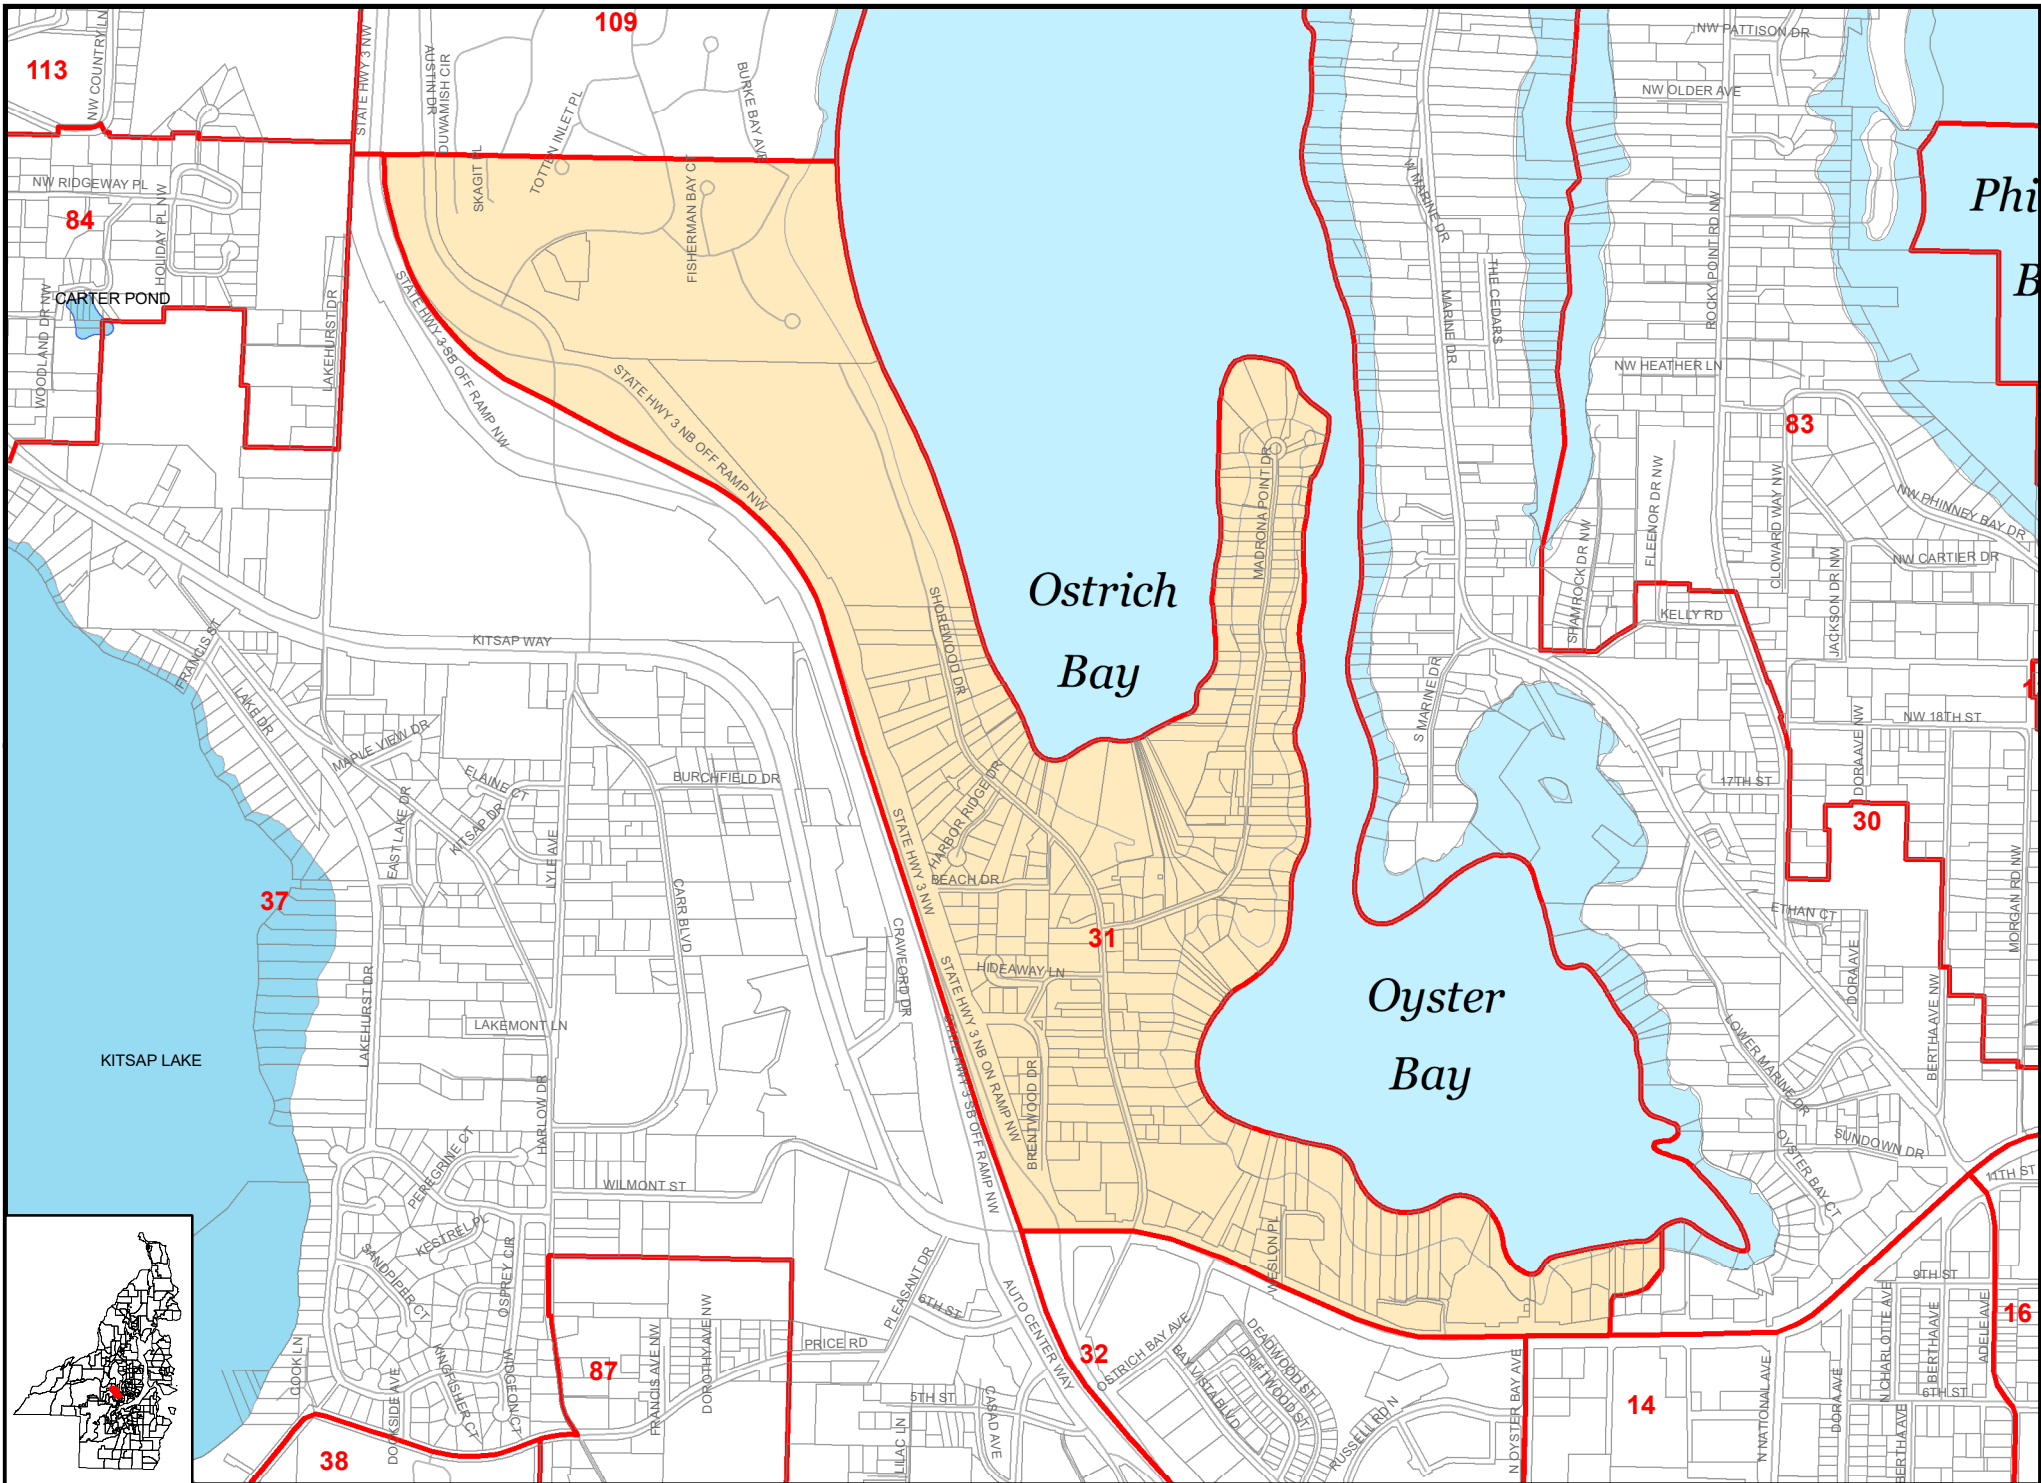 109
113
NW COUNTRY LN
STATE HWY 3 NW
AUSTIN DR
DUWAMISH CIR
SKAGIT PL
TOTTEN INLET PL
BURKE BAY AVE
FISHERMAN BAY CT
NW PATTISON DR
NW OLDER AVE
W MARINE DR
MARINE DR
THE CEDARS
ROCKY POINT RD NW
NW HEATHER LN
Phi
B
NW RIDGEWAY PL
84
HOLIDAY PL NW
CARTER POND
WOODLAND DR NW
LAKEHURST DR
STATE HWY 3 SB OFF RAMP NW
STATE HWY 3 NB OFF RAMP NW
83
MADRONA POINT DR
FLEENOR DR NW
CLOWARD WAY NW
NW PHINNEY BAY DR
NW CARTIER DR
SHAMROCK DR NW
JACKSON DR NW
KELLY RD
Ostrich
Bay
SHOREWOOD DR
KITSAP WAY
FRANCIS ST
LAKE DR
MAPLE VIEW DR
ELAINE CT
KITSAP DR
EAST LAKE DR
LYLE AVE
BURCHFIELD DR
CARR BLVD
S MARINE DR
NW 18TH ST
DORA AVE NW
17TH ST
30
HARBOR RIDGE DR
BEACH DR
STATE HWY 3 NW
31
HIDEAWAY LN
37
CRAWFORD DR
ETHAN CT
DORA AVE
MORGAN RD NW
BERTHA AVE NW
Oyster
Bay
LAKEHURST DR
LAKEMONT LN
KITSAP LAKE
HARLOW DR
STATE HWY 3 NB ON RAMP NW
STATE HWY 3 SB OFF RAMP NW
BRENTWOOD DR
LOWER MARINE DR
SUNDOWN DR
OYSTER BAY CT
11TH ST
PEREGRINE CT
WILMONT ST
KESTREL PL
SANDPIPER CT
OSPREY CIR
WESLON PL
PLEASANT DR
6TH ST
AUTO CENTER WAY
PRICE RD
9TH ST
16
32
OSTRICH BAY AVE
BAY VISTA BLVD
DEADWOOD ST
DRIFTWOOD ST
RUSSELL RD N
N OYSTER BAY AVE
14
N NATIONAL AVE
DORA AVE
N CHARLOTTE AVE
BERTHA AVE
ADELE AVE
6TH ST
BERTHA AVE
87
FRANCIS AVE NW
DOROTHY AVE NW
COOK LN
DOCKSIDE AVE
KINGFISHER CT
WIDGEON CT
5TH ST
CASAD AVE
LILAC LN
38